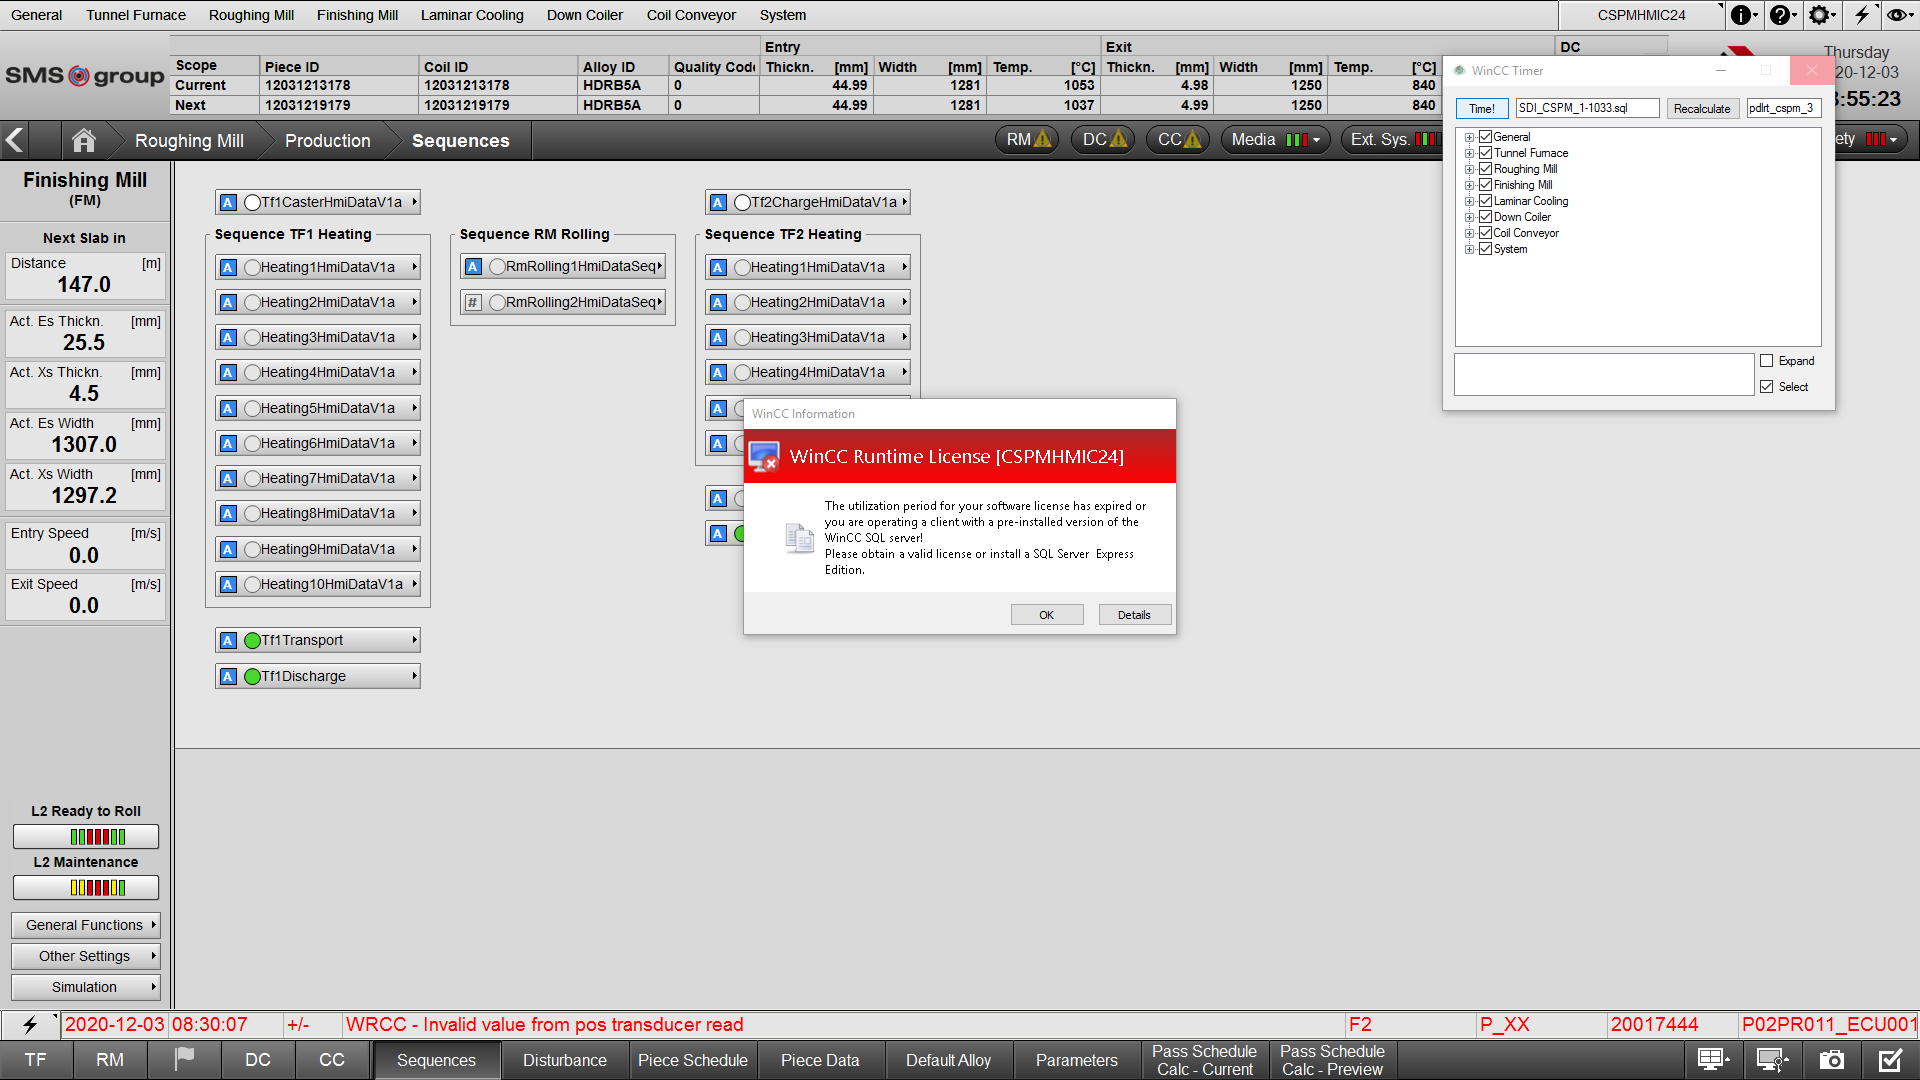 General Tunnel Furnace Roughing Mill Finishing Mill Laminar Cooling Down Coiler Coil Conveyor System CSPMHMIC24
Entry Exit DC Thursday
SMS group
Scope Piece ID Coil ID Alloy ID Quality Code Thickn. [mm] Width [mm] Temp. [°C] Thickn. [mm] Width [mm] Temp. [°C]
Current 12031213178 12031213178 HDRB5A 0 44.99 1281 1053 4.98 1250 840
Next 12031219179 12031219179 HDRB5A 0 44.99 1281 1037 4.99 1250 840
20-12-03
:55:23
WinCC Timer
Time! SDI_CSPM_1-1033.sql Recalculate pdlrt_cspm_3
General
Tunnel Furnace
Roughing Mill
Finishing Mill
Laminar Cooling
Down Coiler
Coil Conveyor
System
Expand
Select
Roughing Mill Production Sequences RM DC CC Media Ext. Sys. ety
Finishing Mill
(FM)
Next Slab in
Distance [m]
147.0
Act. Es Thickn. [mm]
25.5
Act. Xs Thickn. [mm]
4.5
Act. Es Width [mm]
1307.0
Act. Xs Width [mm]
1297.2
Entry Speed [m/s]
0.0
Exit Speed [m/s]
0.0
L2 Ready to Roll
L2 Maintenance
General Functions
Other Settings
Simulation
A Tf1CasterHmiDataV1a
Sequence TF1 Heating
A Heating1HmiDataV1a
A Heating2HmiDataV1a
A Heating3HmiDataV1a
A Heating4HmiDataV1a
A Heating5HmiDataV1a
A Heating6HmiDataV1a
A Heating7HmiDataV1a
A Heating8HmiDataV1a
A Heating9HmiDataV1a
A Heating10HmiDataV1a
A Tf1Transport
A Tf1Discharge
Sequence RM Rolling
A RmRolling1HmiDataSeq
# RmRolling2HmiDataSeq
A Tf2ChargeHmiDataV1a
Sequence TF2 Heating
A Heating1HmiDataV1a
A Heating2HmiDataV1a
A Heating3HmiDataV1a
A Heating4HmiDataV1a
A
A
A
A
WinCC Information
WinCC Runtime License [CSPMHMIC24]
The utilization period for your software license has expired or
you are operating a client with a pre-installed version of the
WinCC SQL server!
Please obtain a valid license or install a SQL Server Express
Edition.
OK Details
2020-12-03 08:30:07 +/- WRCC - Invalid value from pos transducer read F2 P_XX 20017444 P02PR011_ECU001
TF RM DC CC Sequences Disturbance Piece Schedule Piece Data Default Alloy Parameters
Pass Schedule
Calc - Current
Pass Schedule
Calc - Preview